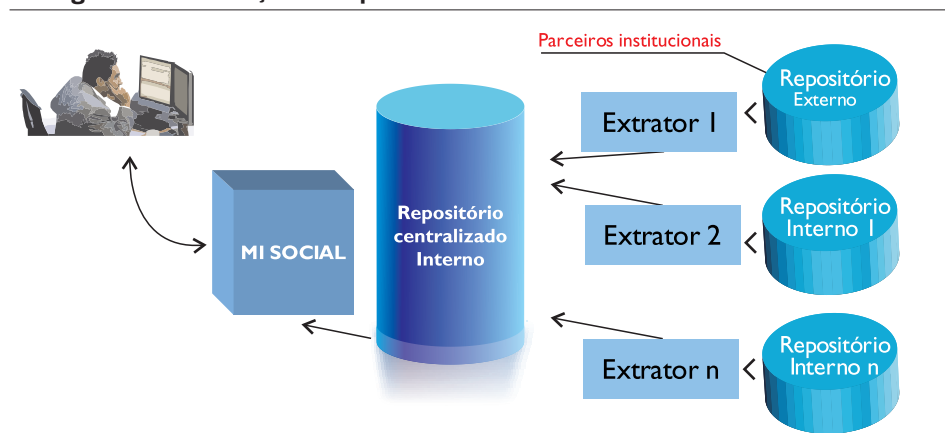 Parceiros institucionais
Repositório
Externo
Extrator 1
Repositório
Interno 1
Extrator 2
Repositório
centralizado
Interno
MI SOCIAL
Repositório
Interno n
Extrator n